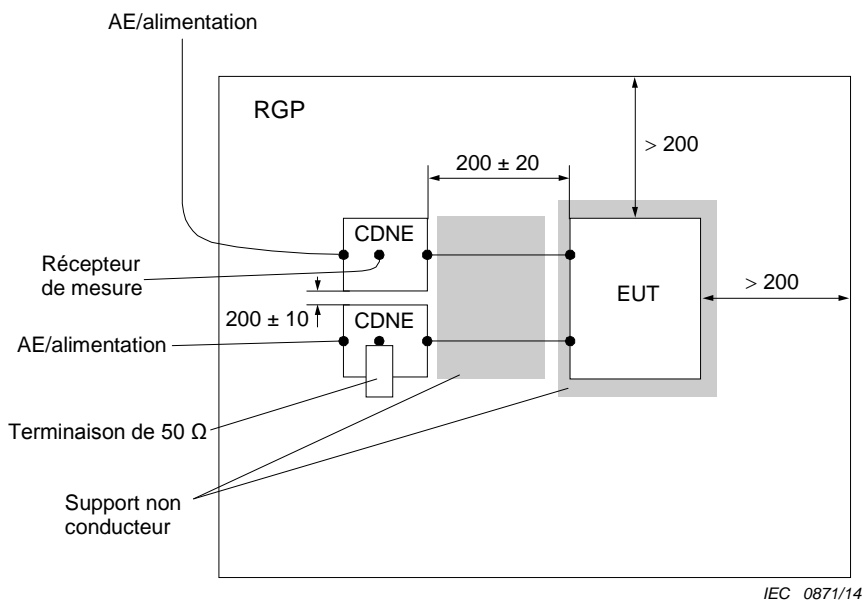 AE/alimentation
RGP
> 200
200 ± 20
CDNE
Récepteur
de mesure
EUT
> 200
200 ± 10
CDNE
AE/alimentation
Terminaison de 50 Ω
Support non
conducteur
IEC 0871/14